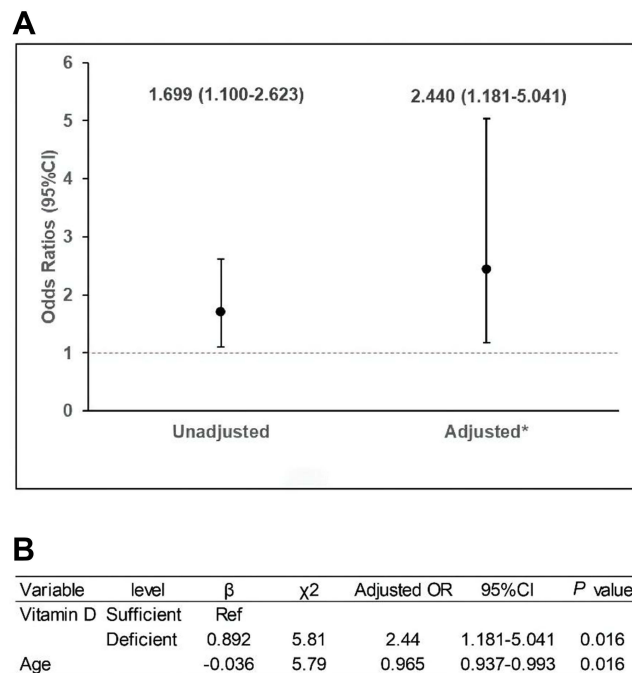 A
6
1.699 (1.100-2.623) 2.440 (1.181-5.041)
5
4
3
2
1
0
Odds Ratios (95%CI)
Unadjusted Adjusted*
B
Variable level β χ2 Adjusted OR 95%CI P value
Vitamin D Sufficient Ref
Deficient 0.892 5.81 2.44 1.181-5.041 0.016
Age -0.036 5.79 0.965 0.937-0.993 0.016